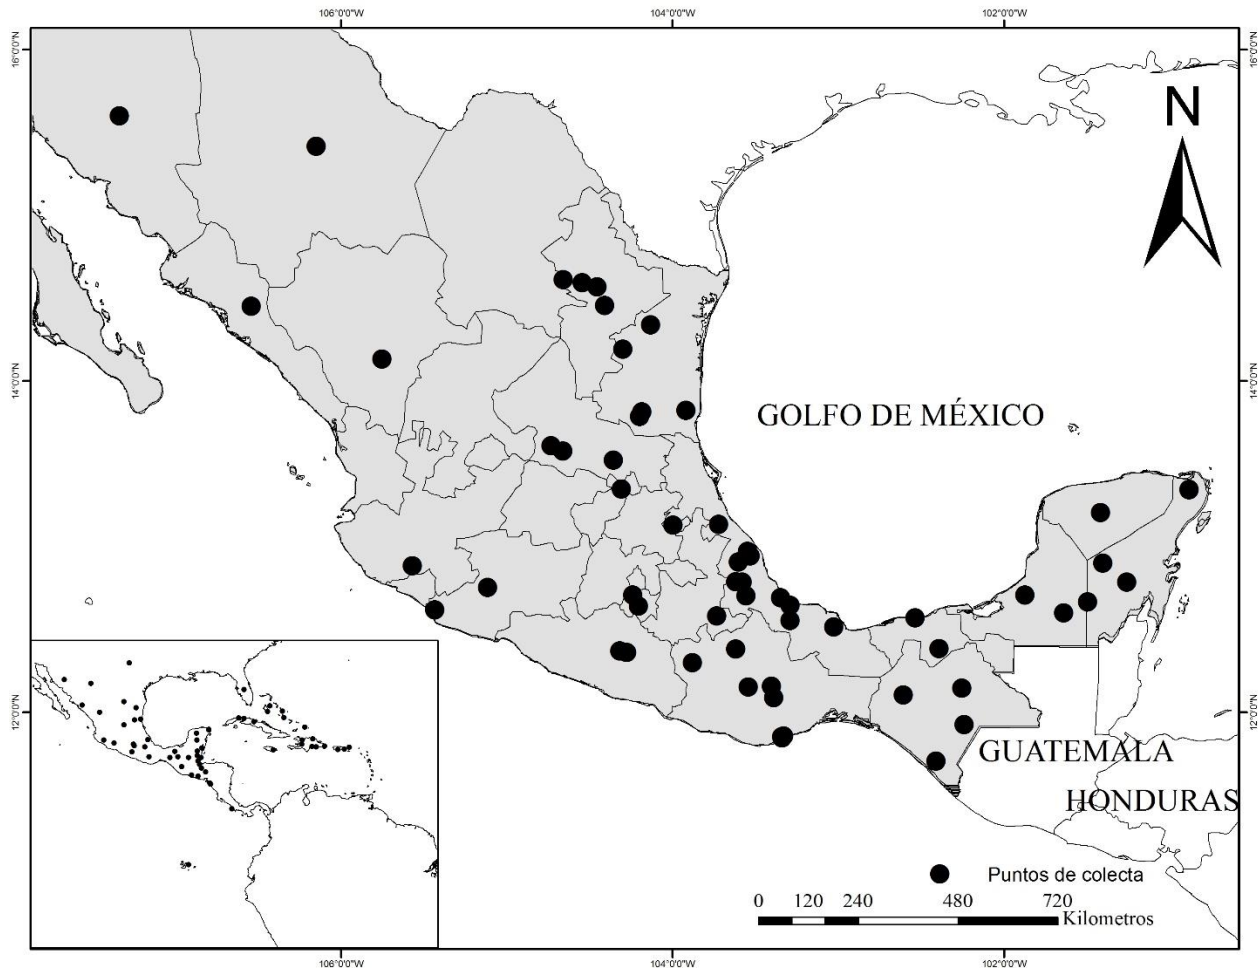 106°0'0"W 104°0'0"W 102°0'0"W
16°0'0"N 16°0'0"N
N
14°0'0"N 14°0'0"N
GOLFO DE MÉXICO
12°0'0"N 12°0'0"N
GUATEMALA
HONDURAS
Puntos de colecta
0 120 240 480 720
Kilometros
106°0'0"W 104°0'0"W 102°0'0"W